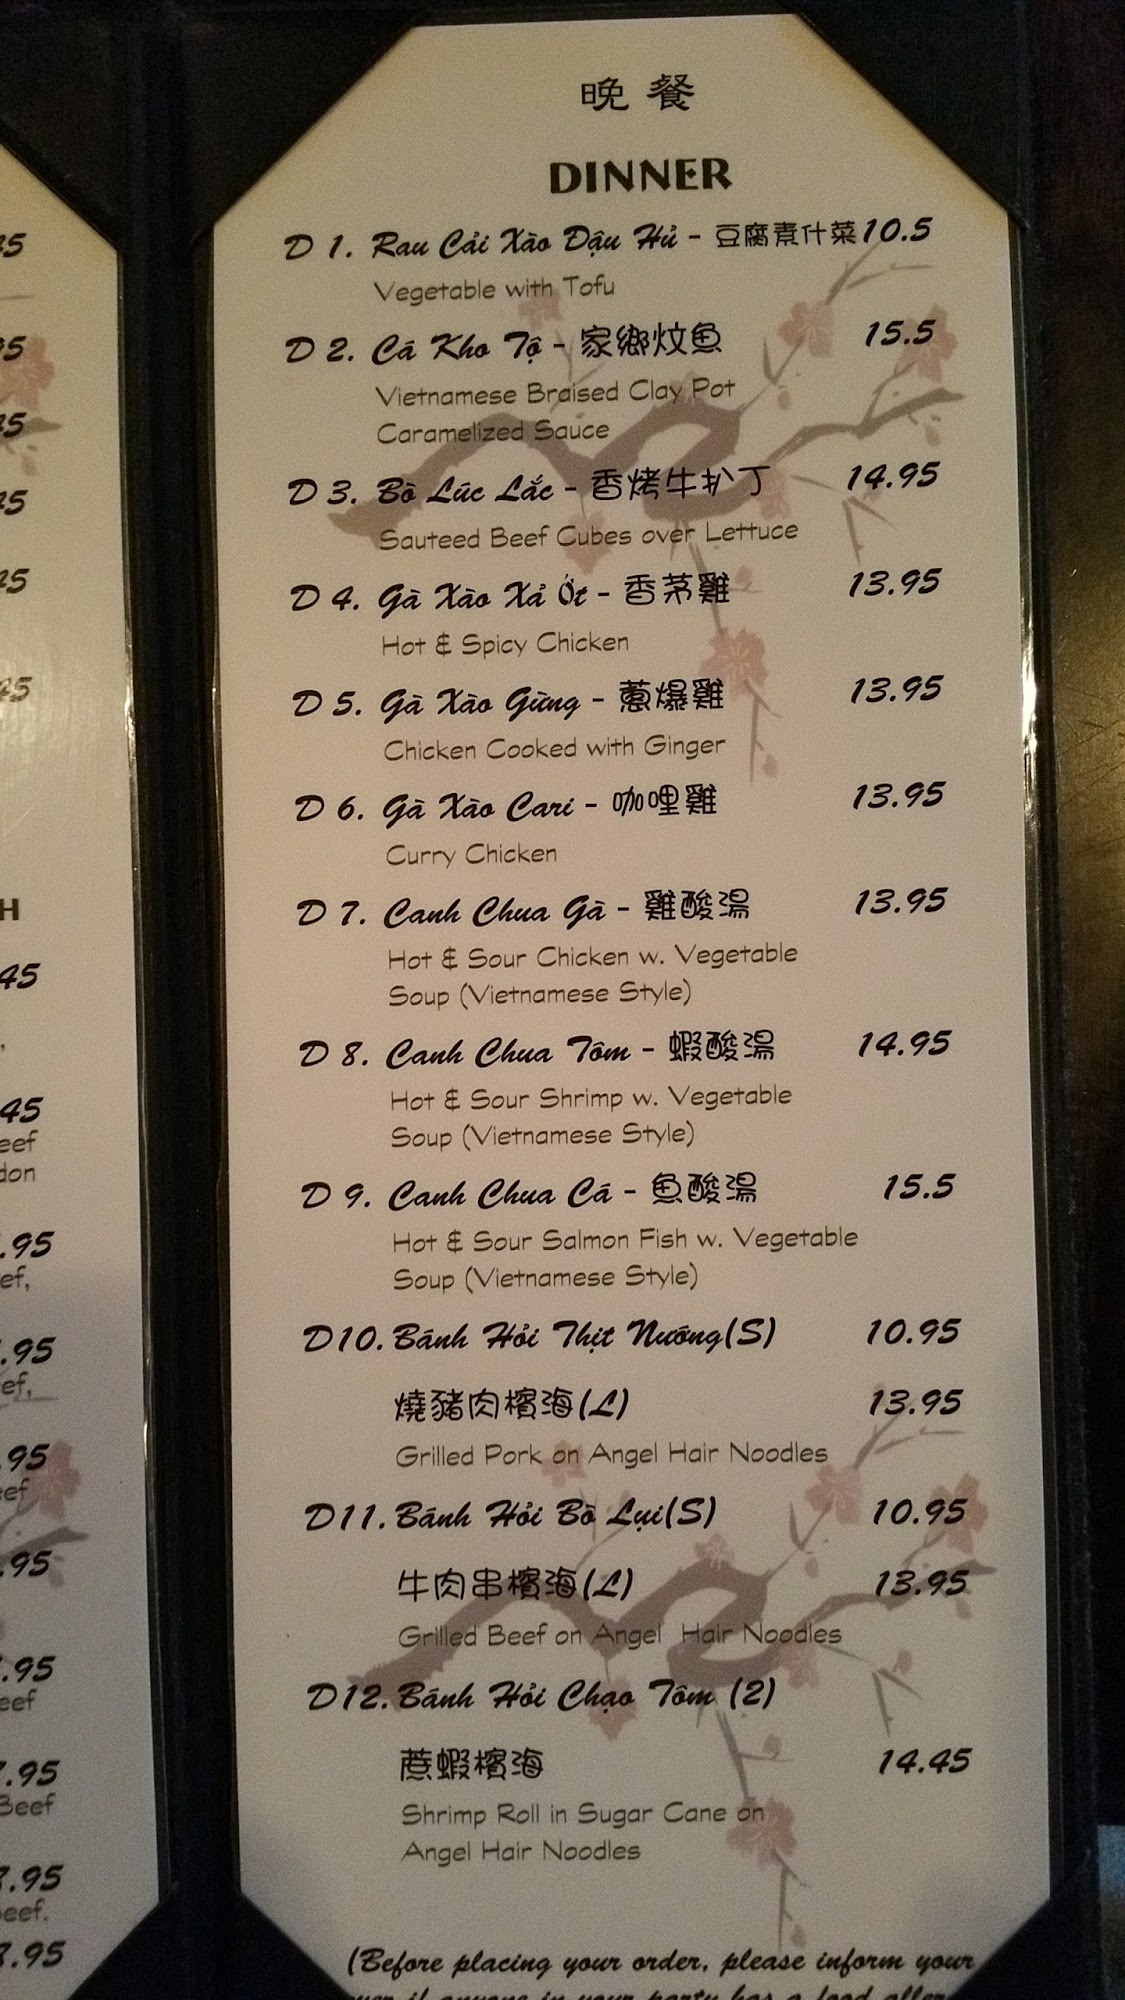 晚餐
DINNER
D 1. Rau Cải Xào Đậu Hủ - 豆腐素什菜 10.5
Vegetable with Tofu
D 2. Cá Kho Tộ - 家鄉炆魚 15.5
Vietnamese Braised Clay Pot
Caramelized Sauce
D 3. Bò Lúc Lắc - 香烤牛扒丁 14.95
Sauteed Beef Cubes over Lettuce
D 4. Gà Xào Xả Ớt - 香茅雞 13.95
Hot & Spicy Chicken
D 5. Gà Xào Gừng - 蔥爆雞 13.95
Chicken Cooked with Ginger
D 6. Gà Xào Cari - 咖哩雞 13.95
Curry Chicken
D 7. Canh Chua Gà - 雞酸湯 13.95
Hot & Sour Chicken w. Vegetable
Soup (Vietnamese Style)
D 8. Canh Chua Tôm - 蝦酸湯 14.95
Hot & Sour Shrimp w. Vegetable
Soup (Vietnamese Style)
D 9. Canh Chua Cá - 魚酸湯 15.5
Hot & Sour Salmon Fish w. Vegetable
Soup (Vietnamese Style)
D10. Bánh Hỏi Thịt Nướng(S) 10.95
燒豬肉檳海(L) 13.95
Grilled Pork on Angel Hair Noodles
D11. Bánh Hỏi Bò Lụi(S) 10.95
牛肉串檳海(L) 13.95
Grilled Beef on Angel Hair Noodles
D12. Bánh Hỏi Chạo Tôm (2)
蔗蝦檳海 14.45
Shrimp Roll in Sugar Cane on
Angel Hair Noodles
(Before placing your order, please inform your
if anyone in your party has a food